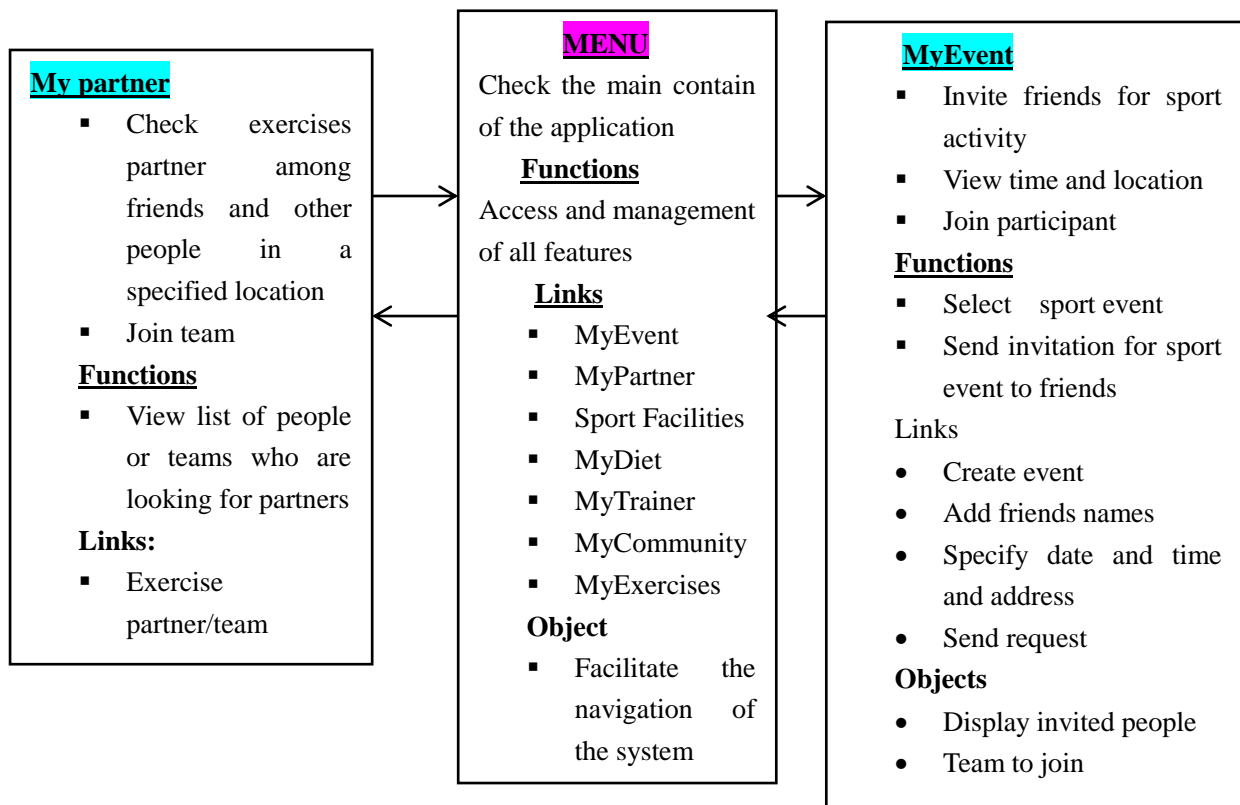 My partner
▪ Check exercises
partner among
friends and other
people in a
specified location
▪ Join team
Functions
▪ View list of people
or teams who are
looking for partners
Links:
▪ Exercise
partner/team
MENU
Check the main contain
of the application
Functions
Access and management
of all features
Links
▪ MyEvent
▪ MyPartner
▪ Sport Facilities
▪ MyDiet
▪ MyTrainer
▪ MyCommunity
▪ MyExercises
Object
▪ Facilitate the
navigation of
the system
MyEvent
▪ Invite friends for sport
activity
▪ View time and location
▪ Join participant
Functions
▪ Select sport event
▪ Send invitation for sport
event to friends
Links
• Create event
• Add friends names
• Specify date and time
and address
• Send request
Objects
• Display invited people
• Team to join